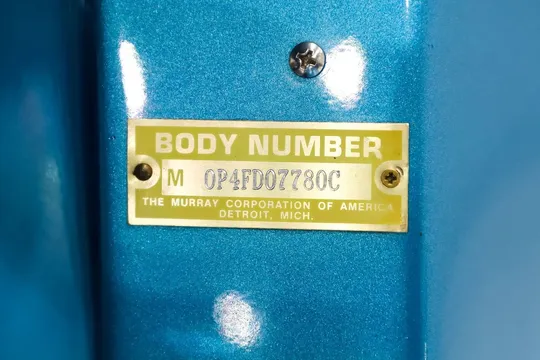 BODY NUMBER
M 0P4FD07780C
THE MURRAY CORPORATION OF AMERICA
DETROIT, MICH.